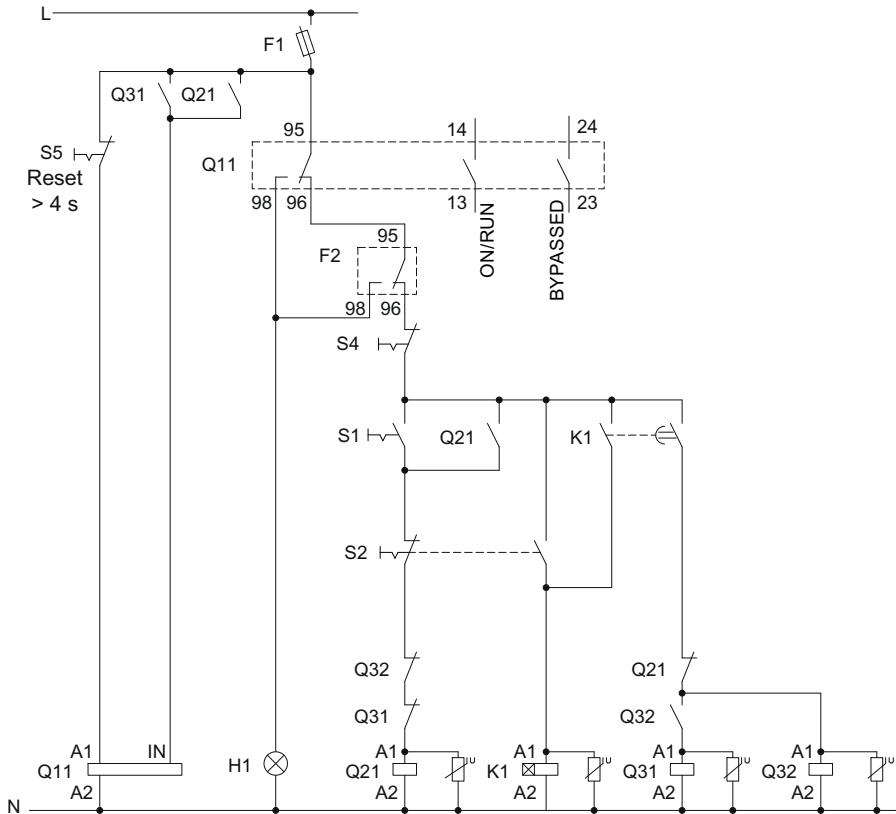 L
F1
Q31 Q21
95 14 24
S5
Reset
> 4 s
Q11
98 96 13 23
ON/RUN
BYPASSED
95
F2
98 96
S4
S1 Q21 K1
S2
Q32 Q21
Q31 Q32
A1 IN A1 A1 A1 A1
Q11 H1 Q21 U K1 U Q31 U Q32 U
A2 A2 A2 A2 A2
N